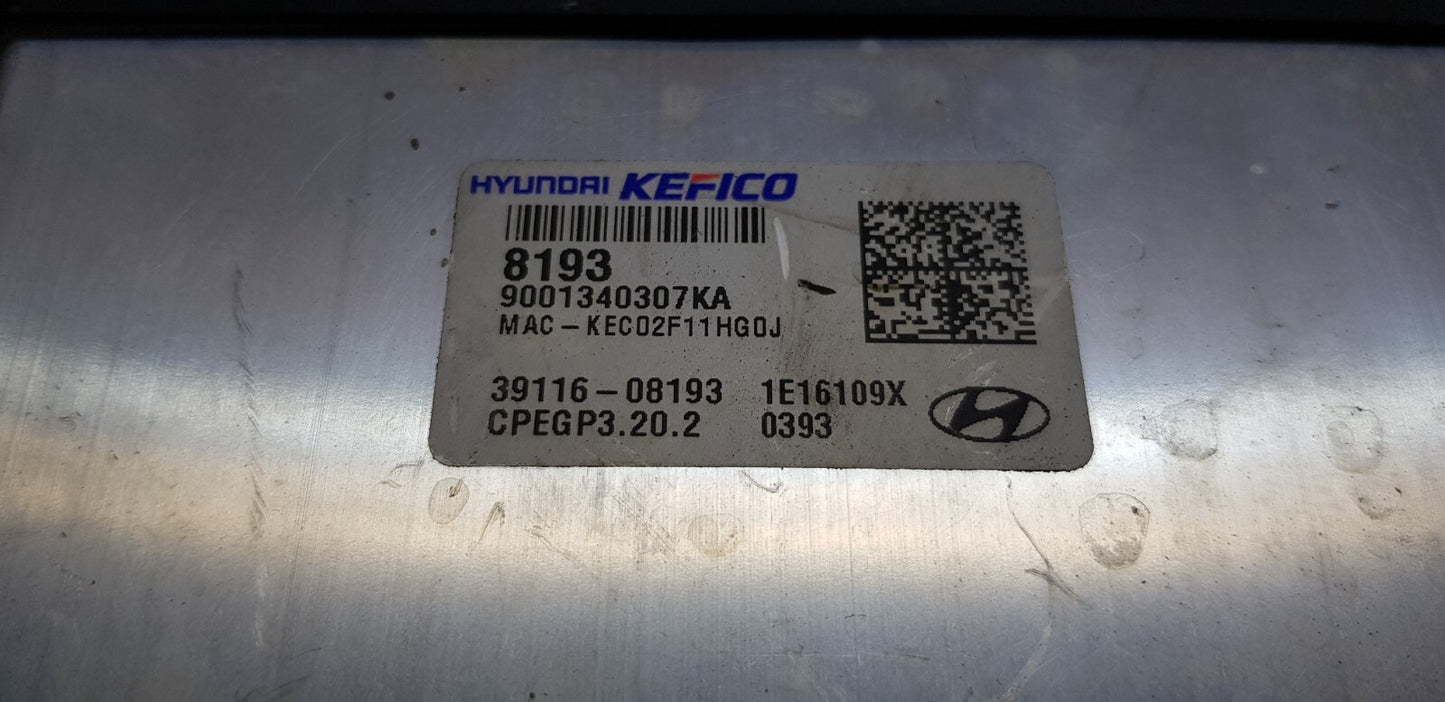 HYUNDAI KEFICO
8193
9001340307KA
MAC-KEC02F11HG0J
39116-08193 1E16109X
CPEGP3.20.2 0393